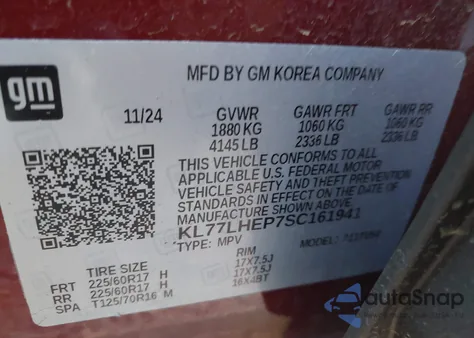 gm
MFD BY GM KOREA COMPANY
11/24 GVWR GAWR FRT GAWR RR
1880 KG 1060 KG 1060 KG
4145 LB 2336 LB 2336 LB
THIS VEHICLE CONFORMS TO ALL
APPLICABLE U.S. FEDERAL MOTOR
VEHICLE SAFETY AND THEFT PREVENTION
STANDARDS IN EFFECT ON THE DATE OF
KL77LHEP7SC161941
TYPE: MPV MODEL:
TIRE SIZE RIM
FRT 225/60R17 H 17X7.5J
RR 225/60R17 H 17X7.5J
SPA T125/70R16 M 16X4BT
AutoSnap